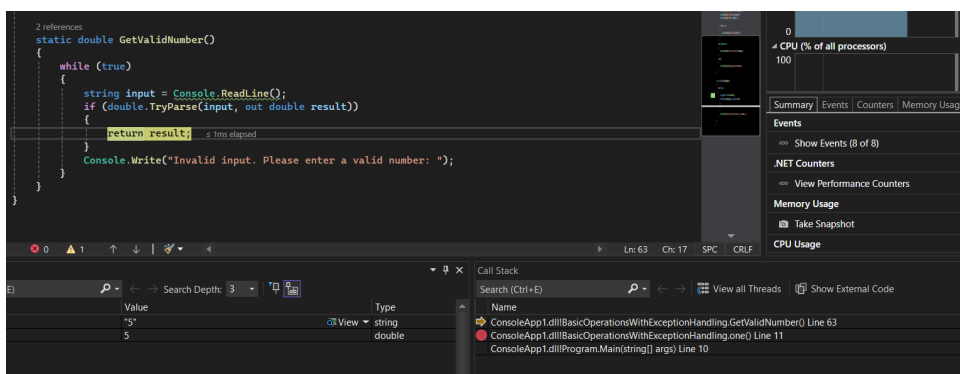 2 references
static double GetValidNumber()
{
while (true)
{
string input = Console.ReadLine();
if (double.TryParse(input, out double result))
{
return result; ≤ 1ms elapsed
}
Console.Write("Invalid input. Please enter a valid number: ");
}
}
}
0 1 Ln: 63 Ch: 17 SPC CRLF
0
CPU (% of all processors)
100
Summary Events Counters Memory Usag
Events
Show Events (8 of 8)
.NET Counters
View Performance Counters
Memory Usage
Take Snapshot
CPU Usage
E) Search Depth: 3
Value Type
"5" View string
5 double
Call Stack
Search (Ctrl+E) View all Threads Show External Code
Name
ConsoleApp1.dll!BasicOperationsWithExceptionHandling.GetValidNumber() Line 63
ConsoleApp1.dll!BasicOperationsWithExceptionHandling.one() Line 11
ConsoleApp1.dll!Program.Main(string[] args) Line 10